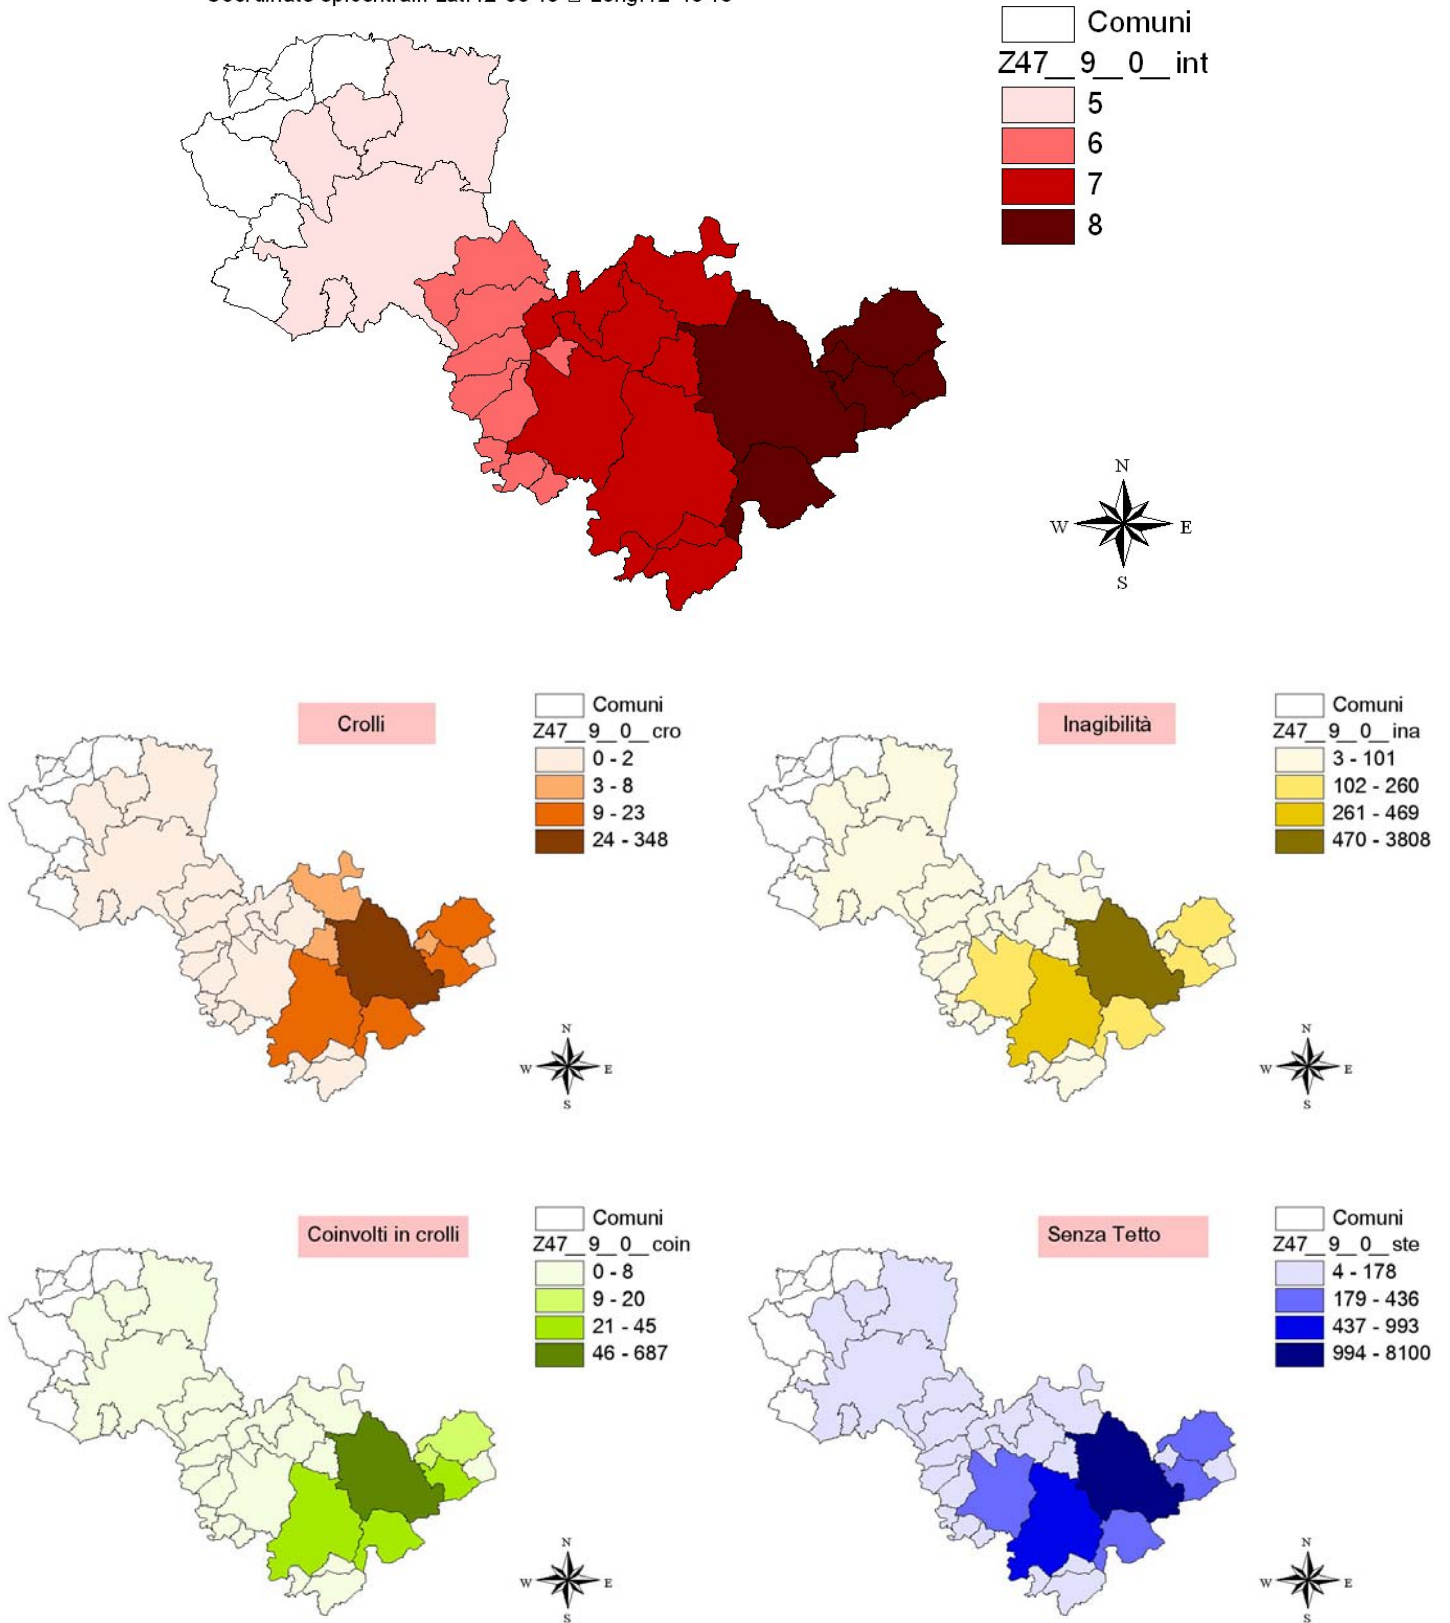 Comuni
Z47__9__0__int
5
6
7
8
N
W E
S
Crolli
Comuni
Z47__9__0__cro
0 - 2
3 - 8
9 - 23
24 - 348
N
W E
S
Inagibilità
Comuni
Z47__9__0__ina
3 - 101
102 - 260
261 - 469
470 - 3808
N
W E
S
Coinvolti in crolli
Comuni
Z47__9__0__coin
0 - 8
9 - 20
21 - 45
46 - 687
N
W E
S
Senza Tetto
Comuni
Z47__9__0__ste
4 - 178
179 - 436
437 - 993
994 - 8100
N
W E
S